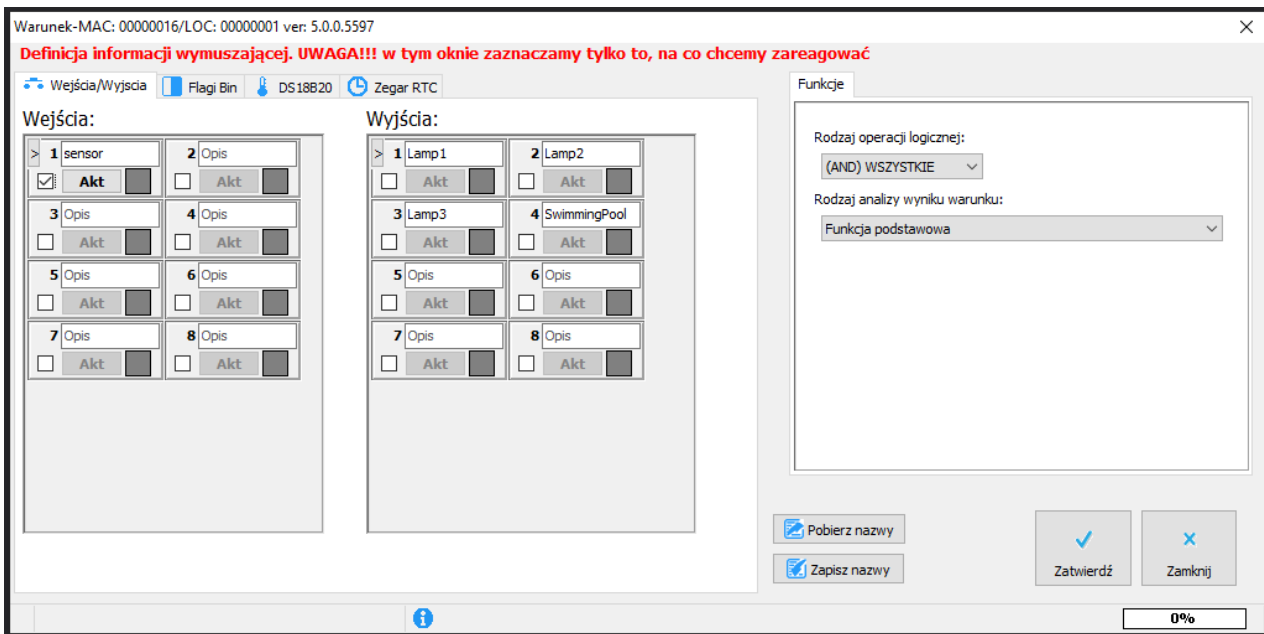 Warunek-MAC: 00000016/LOC: 00000001 ver: 5.0.0.5597
Definicja informacji wymuszającej. UWAGA!!! w tym oknie zaznaczamy tylko to, na co chcemy zareagować
Wejścia/Wyjscia Flagi Bin DS18B20 Zegar RTC
Wejścia:
> 1 sensor 2 Opis
Akt Akt
3 Opis 4 Opis
Akt Akt
5 Opis 6 Opis
Akt Akt
7 Opis 8 Opis
Akt Akt
Wyjścia:
> 1 Lamp1 2 Lamp2
Akt Akt
3 Lamp3 4 SwimmingPool
Akt Akt
5 Opis 6 Opis
Akt Akt
7 Opis 8 Opis
Akt Akt
Funkcje
Rodzaj operacji logicznej:
(AND) WSZYSTKIE
Rodzaj analizy wyniku warunku:
Funkcja podstawowa
Pobierz nazwy
Zapisz nazwy
Zatwierdź Zamknij
0%